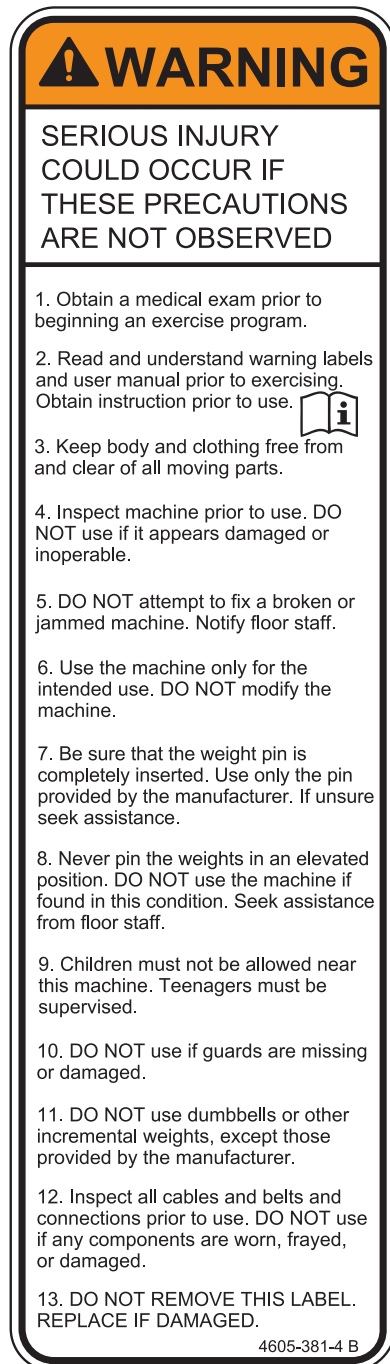 WARNING
SERIOUS INJURY
COULD OCCUR IF
THESE PRECAUTIONS
ARE NOT OBSERVED
1. Obtain a medical exam prior to
beginning an exercise program.
2. Read and understand warning labels
and user manual prior to exercising.
Obtain instruction prior to use.
3. Keep body and clothing free from
and clear of all moving parts.
4. Inspect machine prior to use. DO
NOT use if it appears damaged or
inoperable.
5. DO NOT attempt to fix a broken or
jammed machine. Notify floor staff.
6. Use the machine only for the
intended use. DO NOT modify the
machine.
7. Be sure that the weight pin is
completely inserted. Use only the pin
provided by the manufacturer. If unsure
seek assistance.
8. Never pin the weights in an elevated
position. DO NOT use the machine if
found in this condition. Seek assistance
from floor staff.
9. Children must not be allowed near
this machine. Teenagers must be
supervised.
10. DO NOT use if guards are missing
or damaged.
11. DO NOT use dumbbells or other
incremental weights, except those
provided by the manufacturer.
12. Inspect all cables and belts and
connections prior to use. DO NOT use
if any components are worn, frayed,
or damaged.
13. DO NOT REMOVE THIS LABEL.
REPLACE IF DAMAGED.
4605-381-4 B